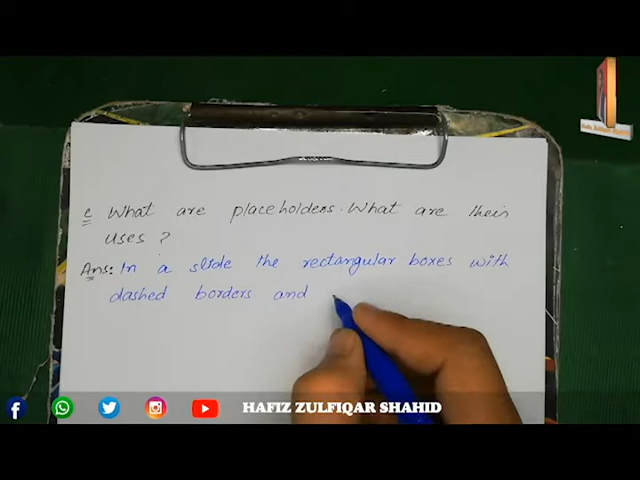 c What are placeholders. What are their
uses ?
Ans: In a slide the rectangular boxes with
dashed borders and
HAFIZ ZULFIQAR SHAHID